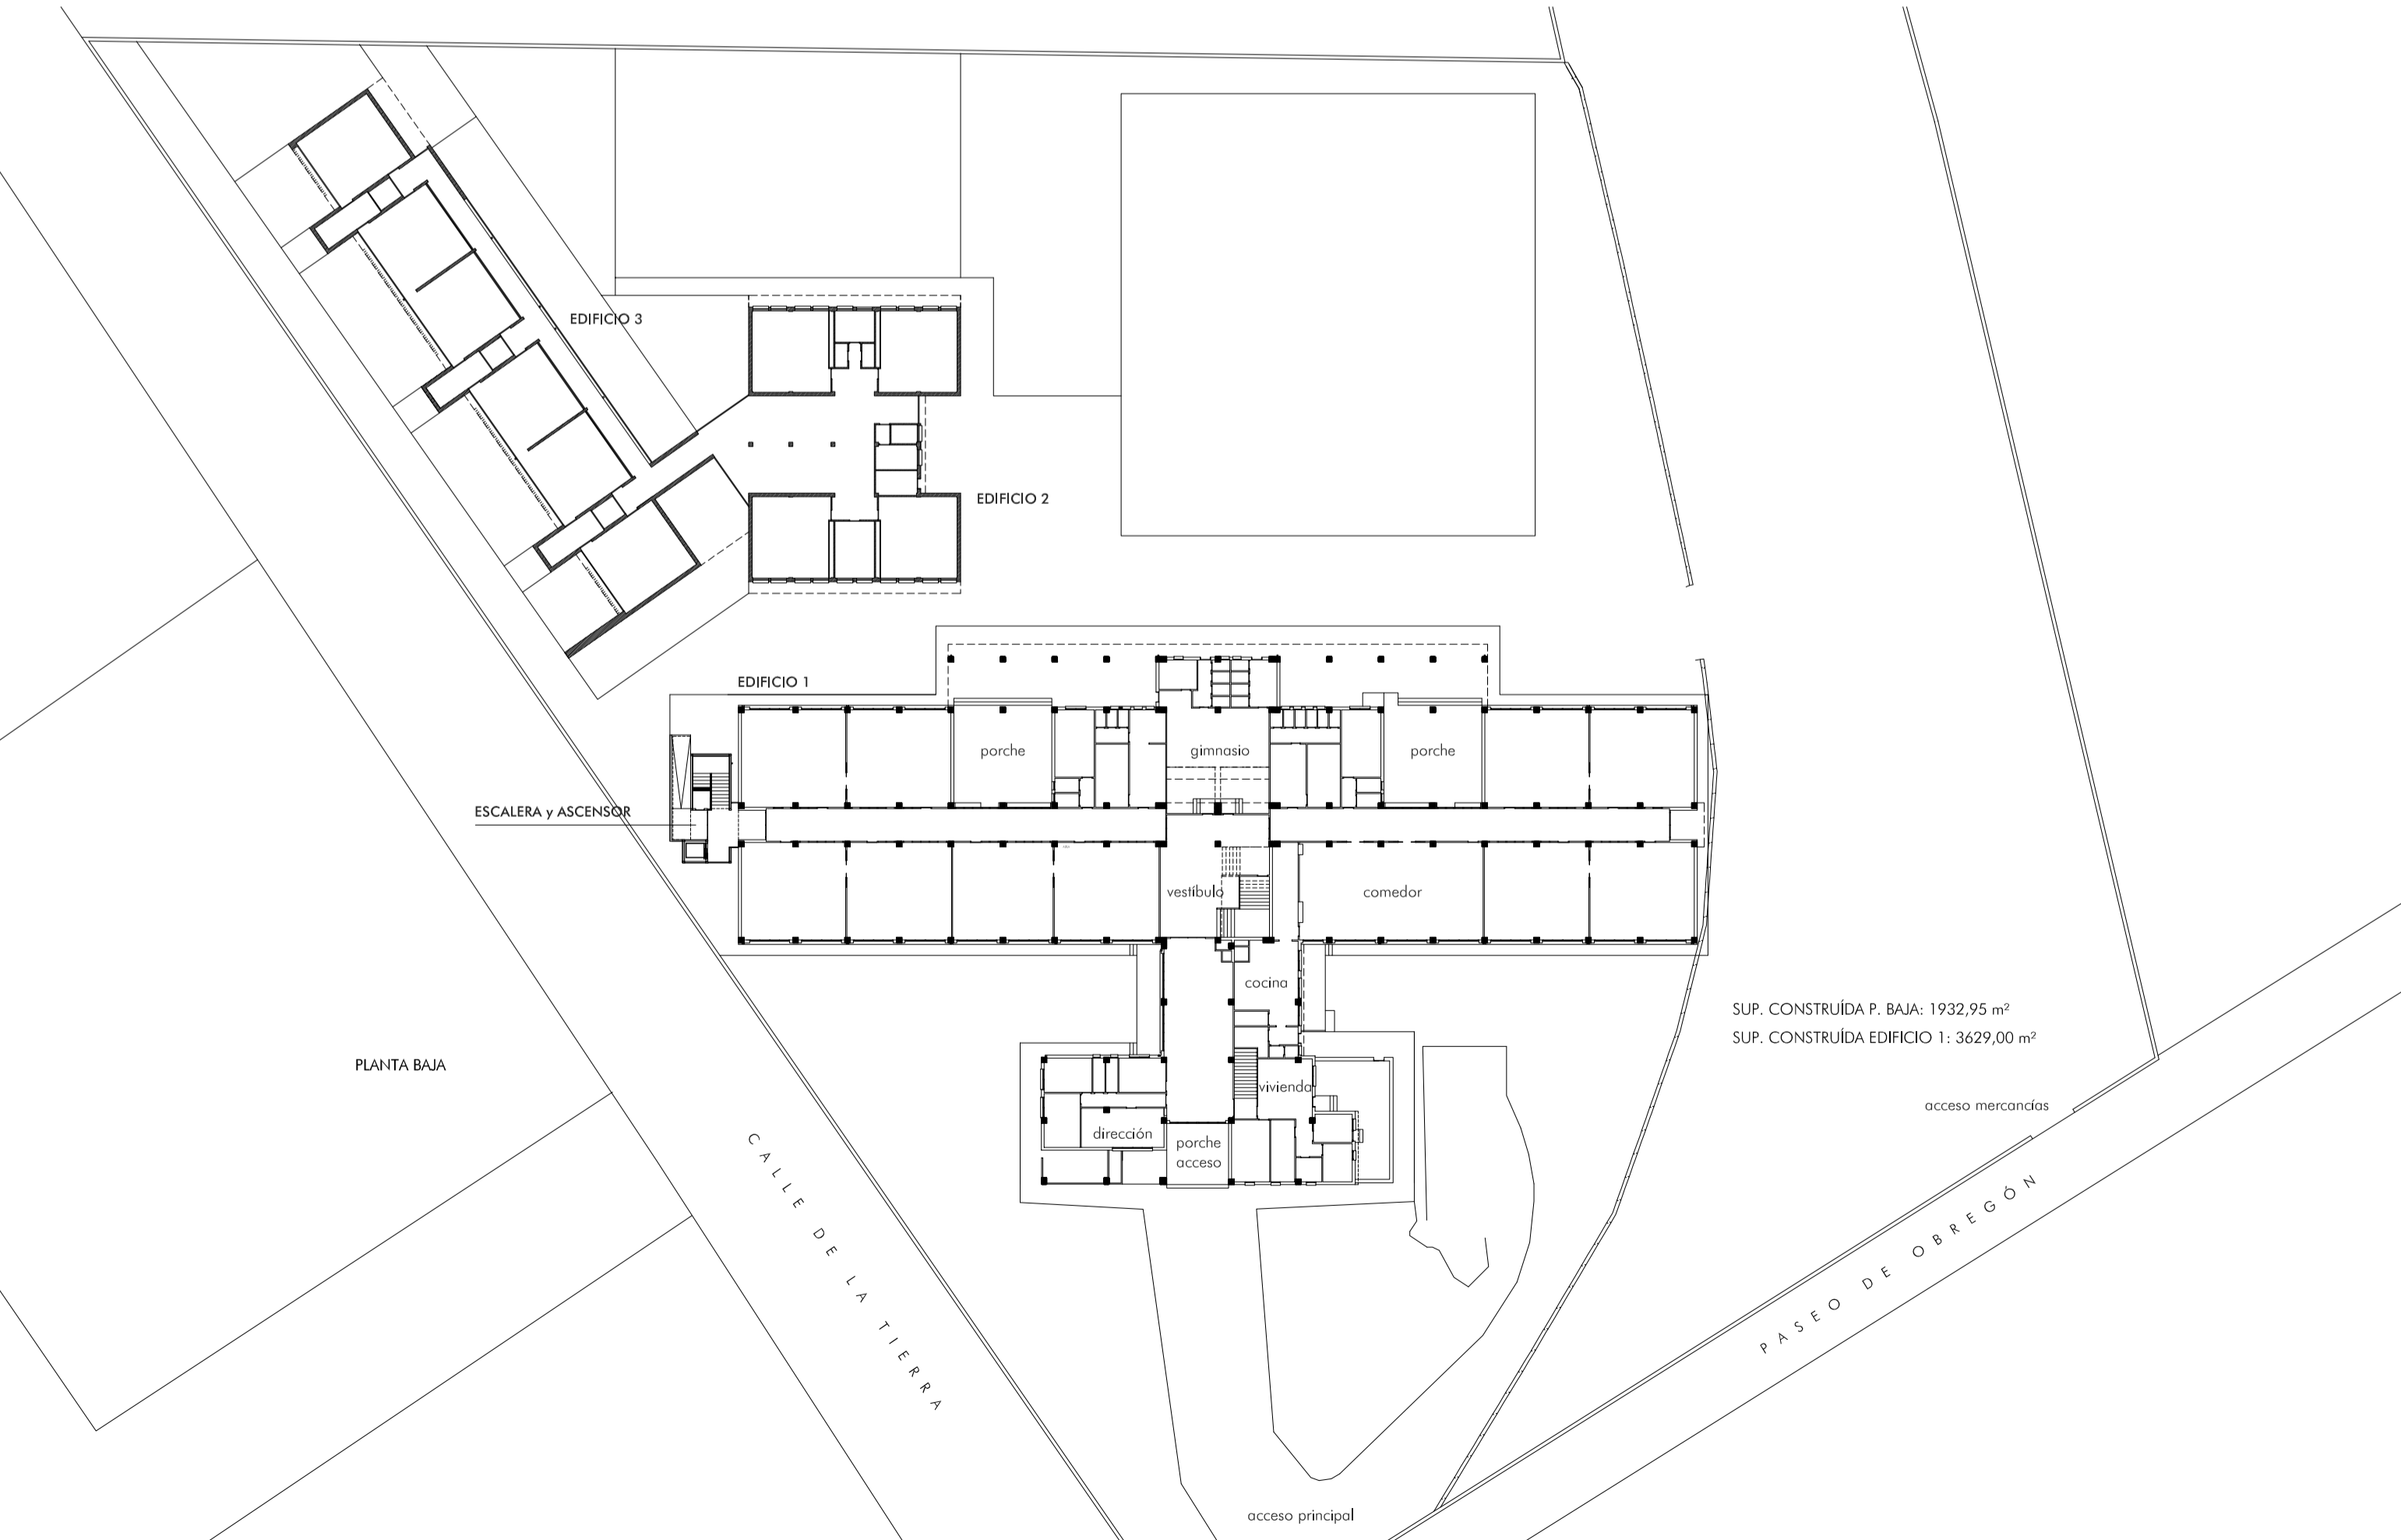 EDIFICIO 3
EDIFICIO 2
EDIFICIO 1
porche
gimnasio
porche
ESCALERA y ASCENSOR
vestíbulo
comedor
cocina
SUP. CONSTRUÍDA P. BAJA: 1932,95 m²
SUP. CONSTRUÍDA EDIFICIO 1: 3629,00 m²
PLANTA BAJA
vivienda
acceso mercancías
dirección
porche
acceso
CALLE DE LA TIERRA
PASEO DE OBREGÓN
acceso principal